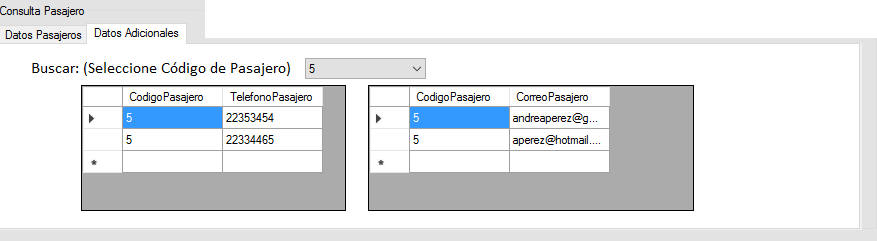 Consulta Pasajero
Datos Pasajeros Datos Adicionales
Buscar: (Seleccione Código de Pasajero) 5
CodigoPasajero TelefonoPasajero CodigoPasajero CorreoPasajero
5 22353454 5 andreaperez@g...
5 22334465 5 aperez@hotmail....